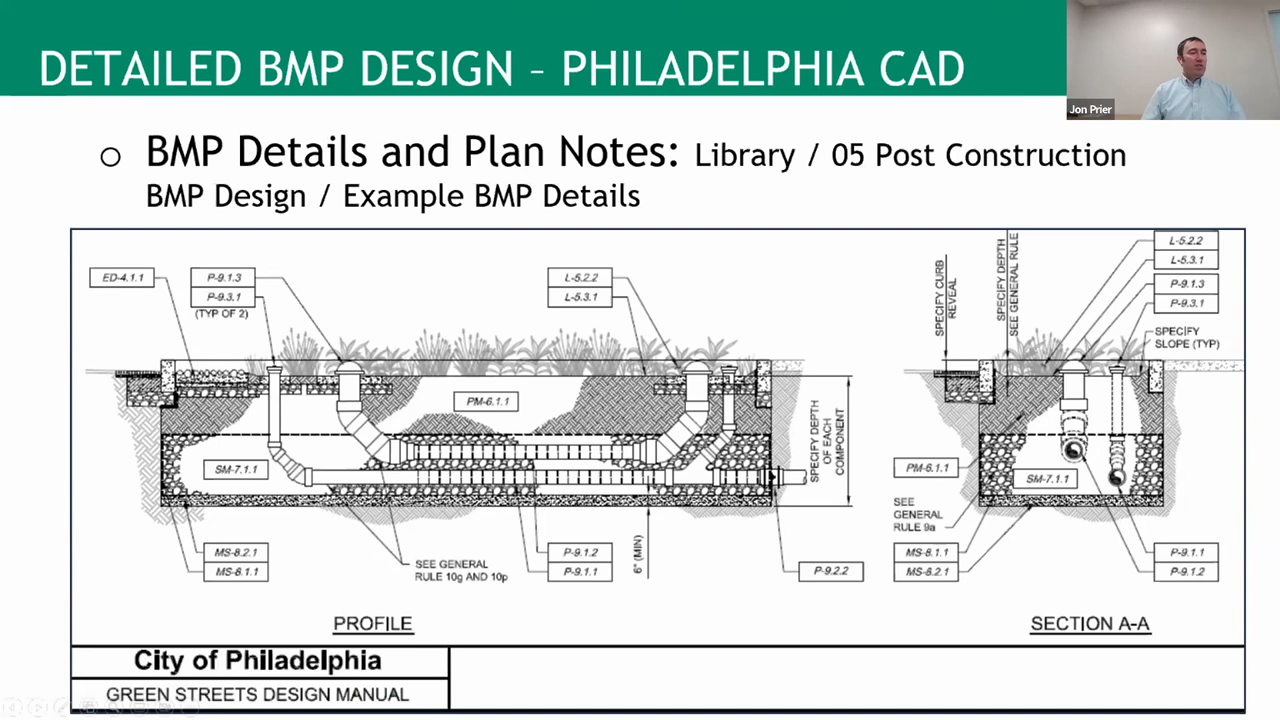 DETAILED BMP DESIGN – PHILADELPHIA CAD
Jon Prier
BMP Details and Plan Notes: Library / 05 Post Construction
BMP Design / Example BMP Details
ED-4.1.1
P-9.1.3
P-9.3.1
(TYP OF 2)
L-5.2.2
L-5.3.1
PM-6.1.1
SM-7.1.1
SPECIFY DEPTH
OF EACH
COMPONENT
MS-8.2.1
MS-8.1.1
SEE GENERAL
RULE 10g AND 10p
P-9.1.2
P-9.1.1
6" (MIN)
P-9.2.2
PROFILE
SPECIFY CURB
REVEAL
SPECIFY DEPTH
SEE GENERAL RULE
L-5.2.2
L-5.3.1
P-9.1.3
P-9.3.1
SPECIFY
SLOPE (TYP)
PM-6.1.1
SM-7.1.1
SEE
GENERAL
RULE 9a
MS-8.1.1
MS-8.2.1
P-9.1.1
P-9.1.2
SECTION A-A
City of Philadelphia
GREEN STREETS DESIGN MANUAL